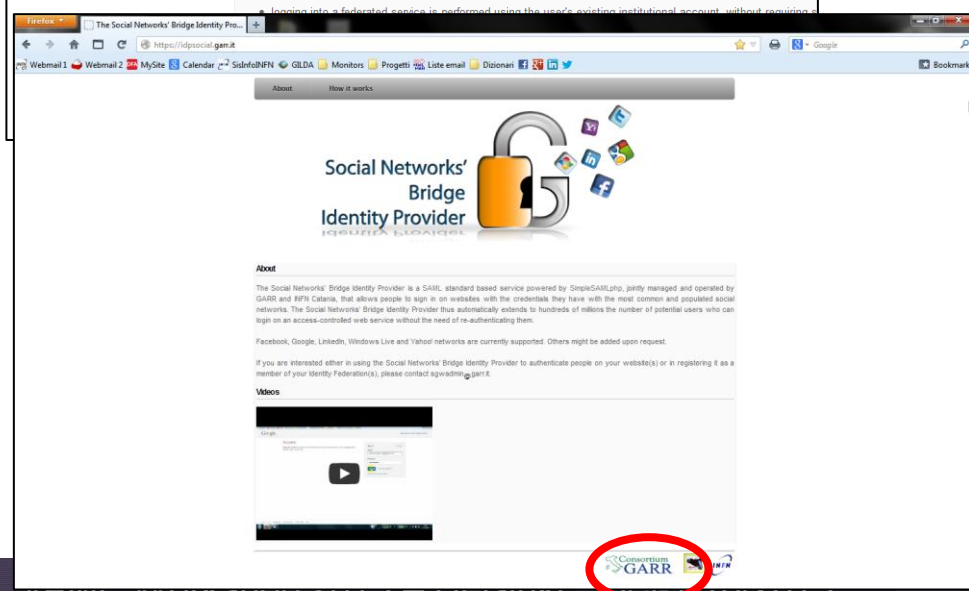 logging into a federated service is performed using the user's existing institutional account, without requiring s
Firefox
The Social Networks' Bridge Identity Pro...
https://idpsocial.garr.it
Google
Webmail 1 Webmail 2 MySite Calendar SisInfoINFN GILDA Monitors Progetti Liste email Dizionari Bookmark
About How it works
Social Networks'
Bridge
Identity Provider
About
The Social Networks' Bridge Identity Provider is a SAML standard based service powered by SimpleSAMLphp, jointly managed and operated by
GARR and INFN Catania, that allows people to sign in on websites with the credentials they have with the most common and populated social
networks. The Social Networks' Bridge Identity Provider thus automatically extends to hundreds of millions the number of potential users who can
login on an access-controlled web service without the need of re-authenticating them.
Facebook, Google, LinkedIn, Windows Live and Yahoo! networks are currently supported. Others might be added upon request.
If you are interested either in using the Social Networks' Bridge Identity Provider to authenticate people on your website(s) or in registering it as a
member of your Identity Federation(s), please contact sgwadmin@garr.it
Videos
Google
Consortium
GARR
INFN